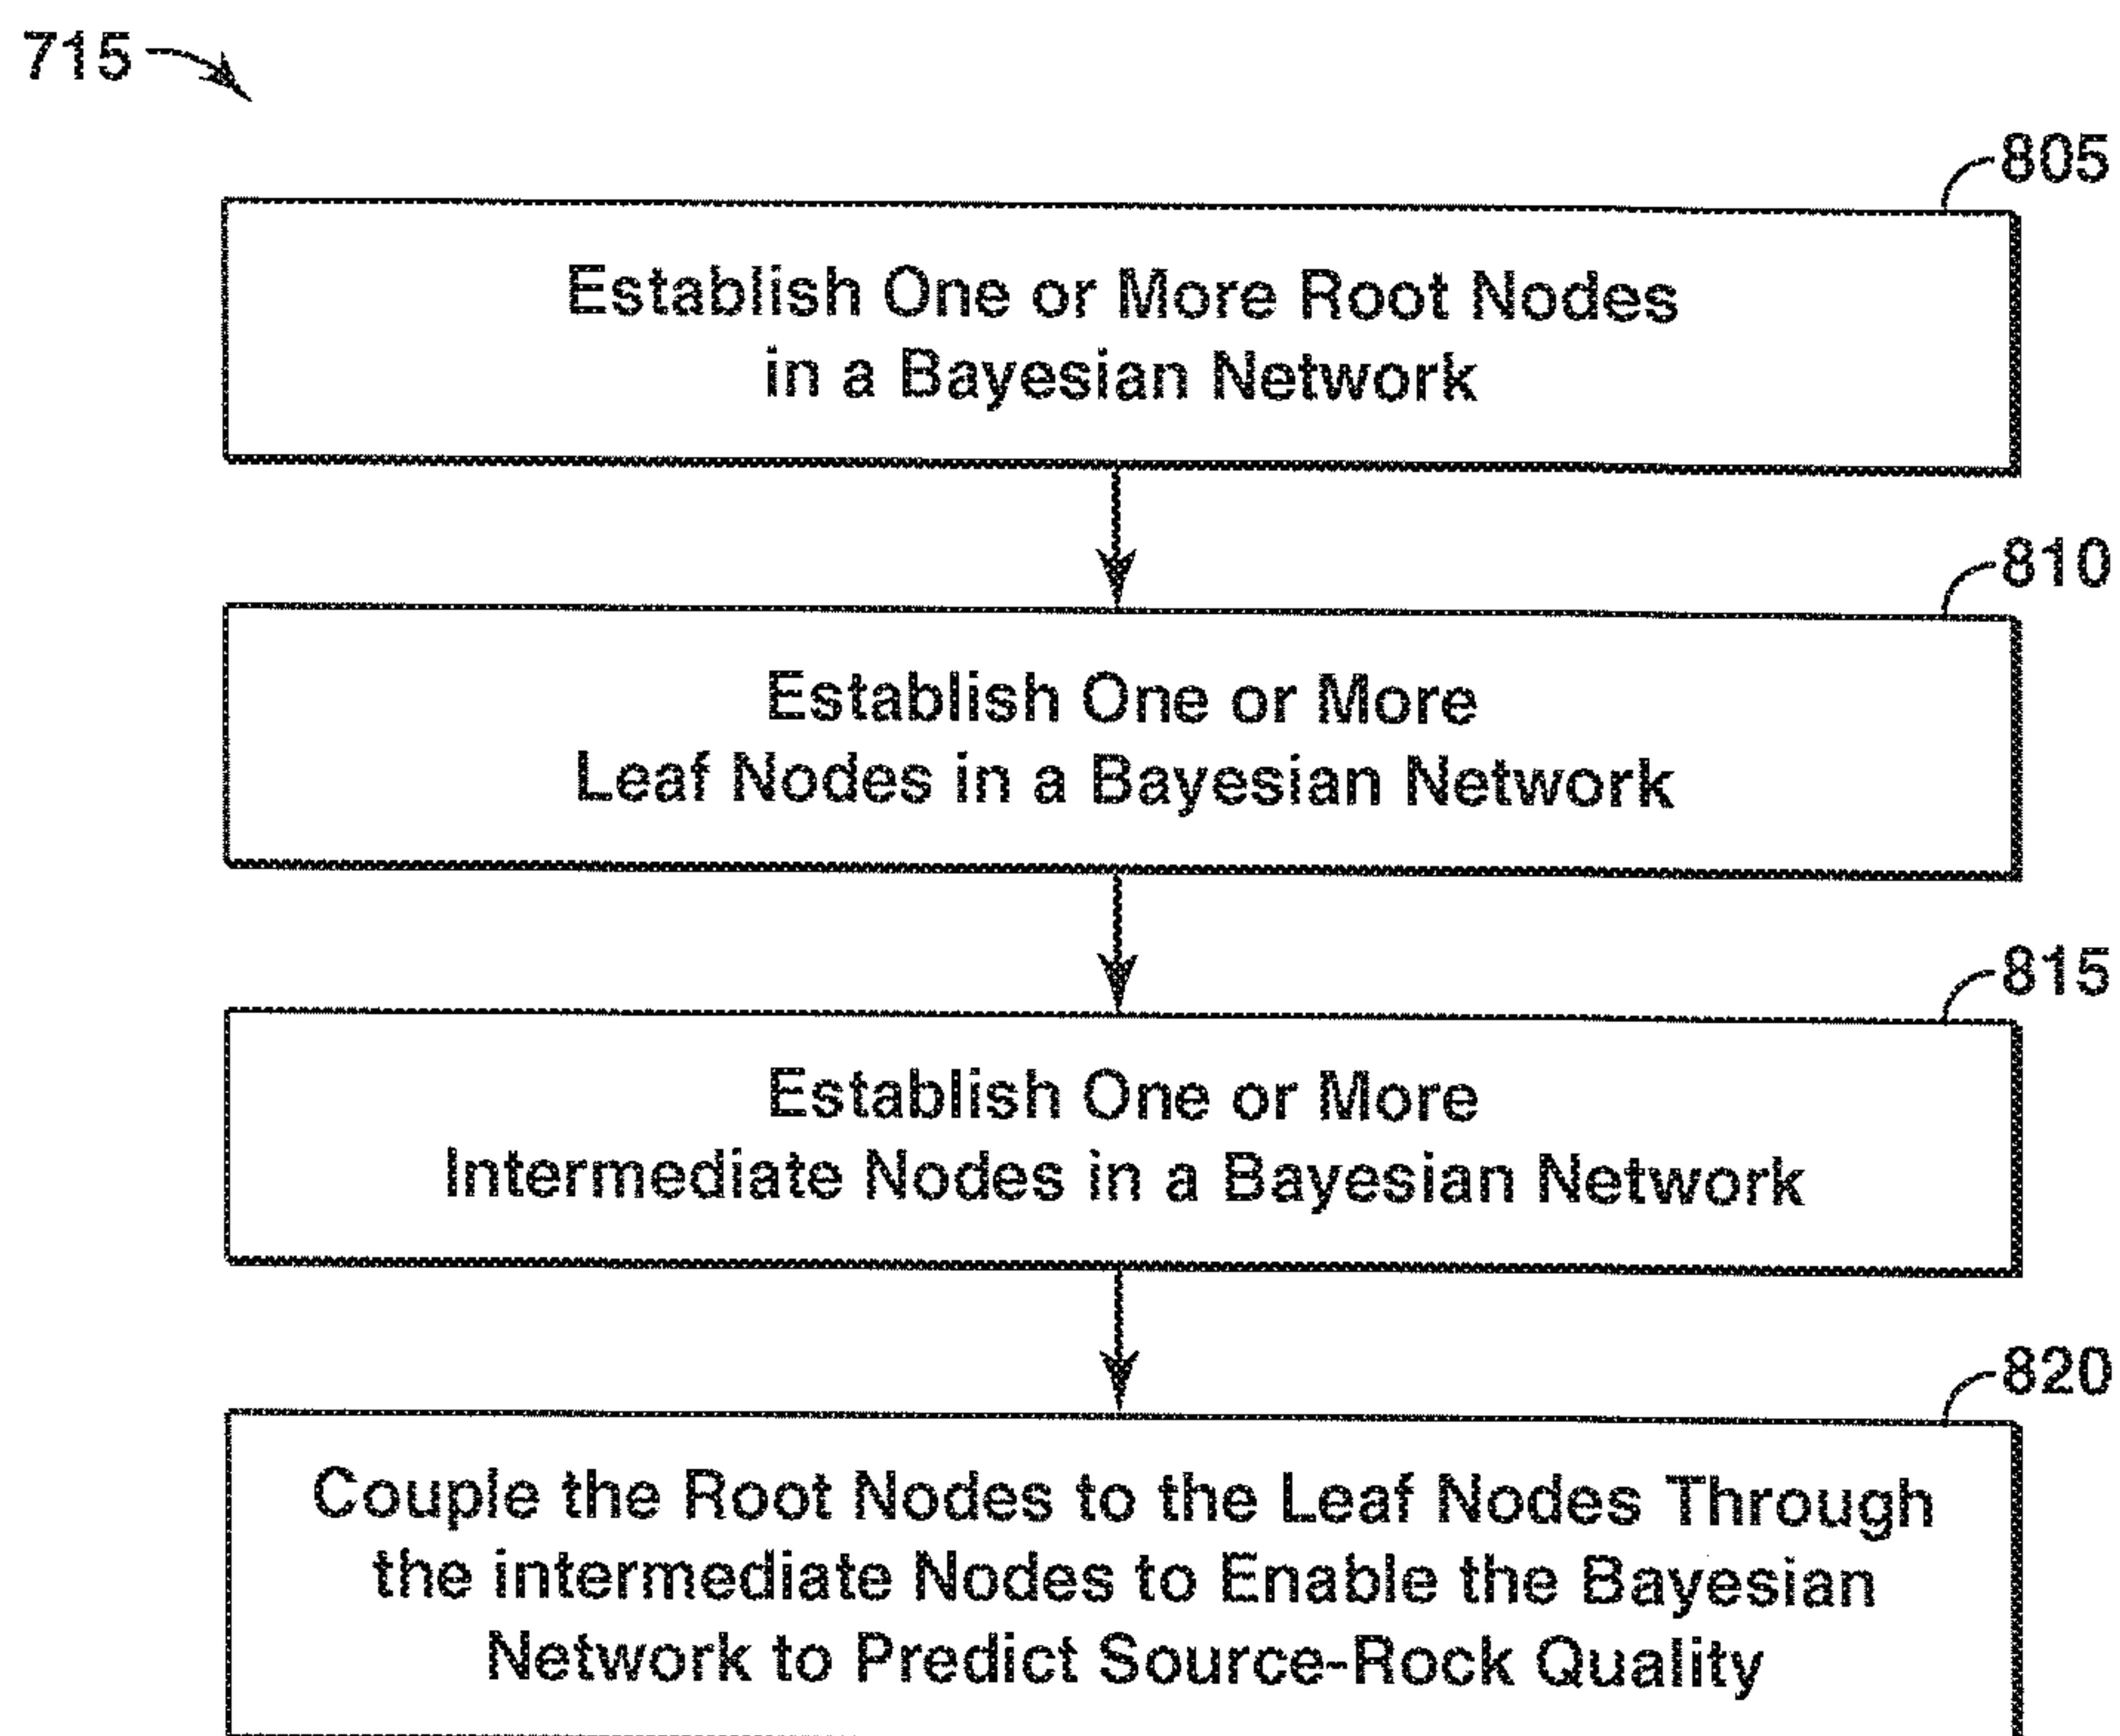 715
805
Establish One or More Root Nodes
in a Bayesian Network
810
Establish One or More
Leaf Nodes in a Bayesian Network
815
Establish One or More
Intermediate Nodes in a Bayesian Network
820
Couple the Root Nodes to the Leaf Nodes Through
the intermediate Nodes to Enable the Bayesian
Network to Predict Source-Rock Quality